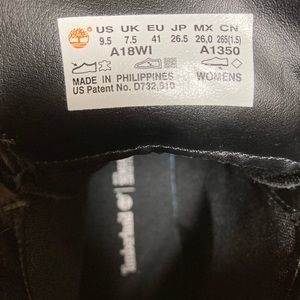 US UK EU JP MX CN
9.5 7.5 41 26.5 26.0 265(1.5)
A18WI A1350
MADE IN PHILIPPINES WOMENS
US Patent No. D732,810
Timberland